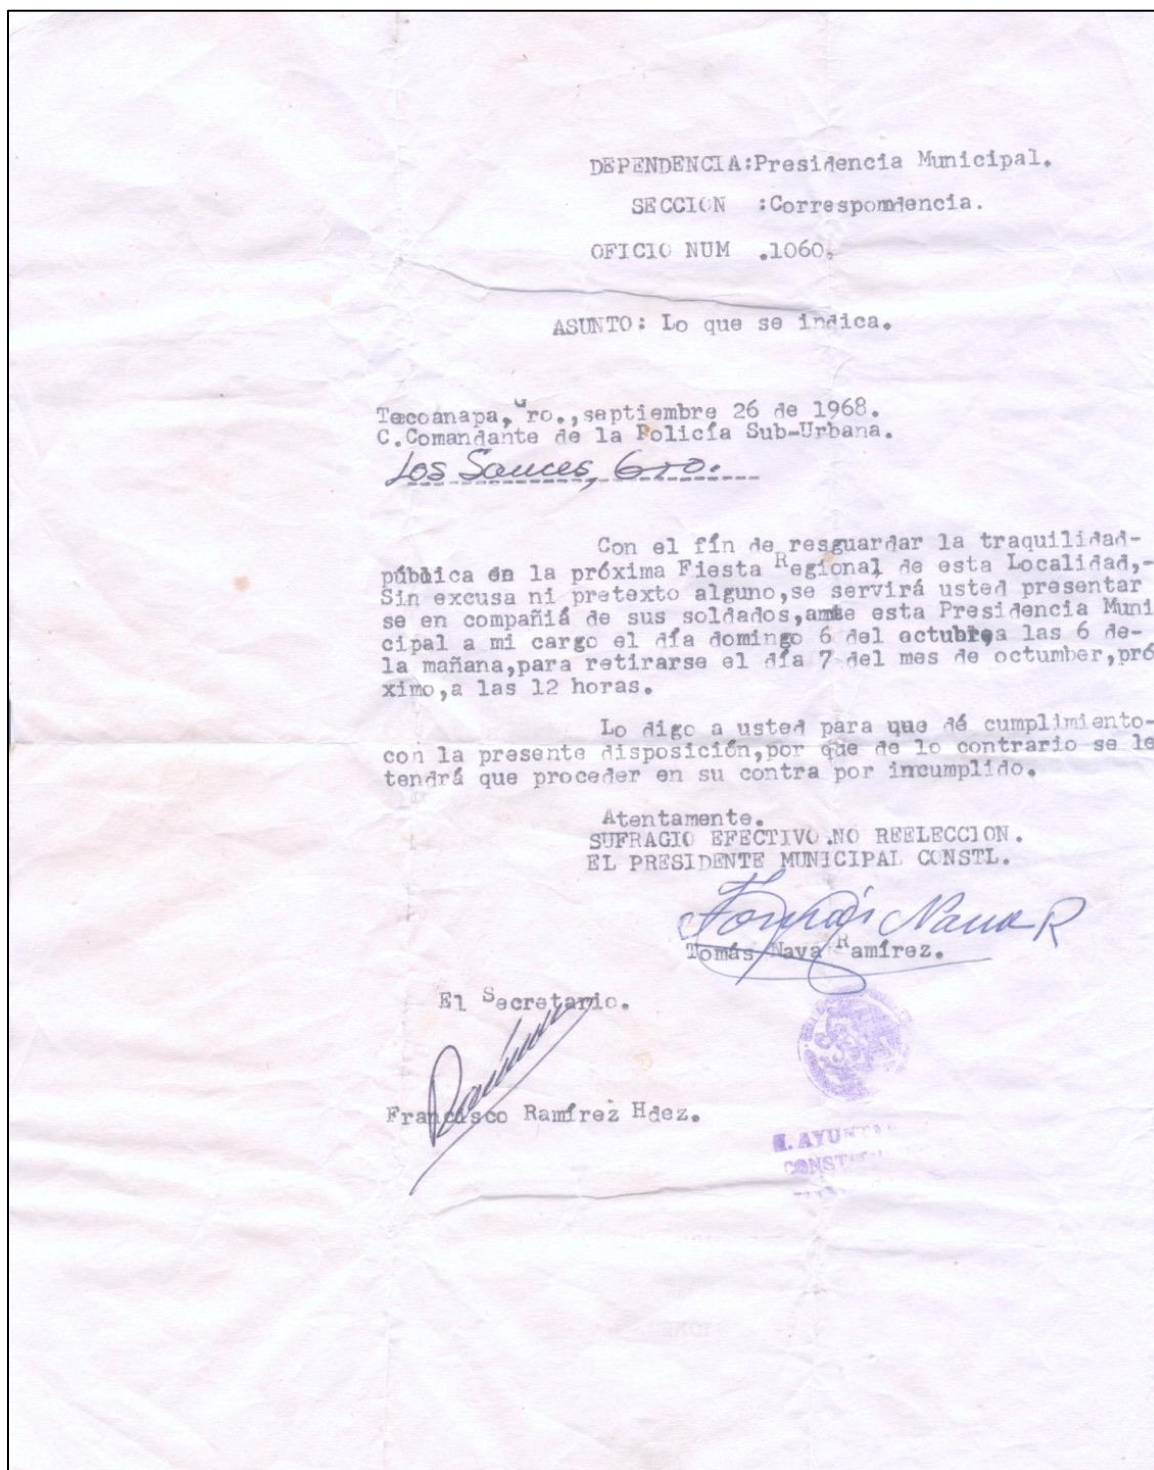 DEPENDENCIA:Presidencia Municipal.
SECCION :Correspomdencia.
OFICIO NUM .1060.
ASUNTO: Lo que se indica.
Tecoanapa, Gro.,septiembre 26 de 1968.
C.Comandante de la Policía Sub-Urbana.
Los Sauces, Gro.
Con el fín de resguardar la traquilidad-
pública en la próxima Fiesta Regional de esta Localidad,-
Sin excusa ni pretexto alguno,se servirá usted presentar
se en compañiá de sus soldados,ante esta Presidencia Muni
cipal a mi cargo el día domingo 6 del octubre,a las 6 de-
la mañana,para retirarse el día 7 del mes de octumber,pró
ximo,a las 12 horas.
Lo digo a usted para que dé cumplimiento-
con la presente disposición,por que de lo contrario se le
tendrá que proceder en su contra por incumplido.
Atentamente.
SUFRAGIO EFECTIVO.NO REELECCION.
EL PRESIDENTE MUNICIPAL CONSTL.
Tomás Nava R
Tomás Nava Ramírez.
El Secretario.
Francisco Ramírez Hdez.
H. AYUNTA
CONST